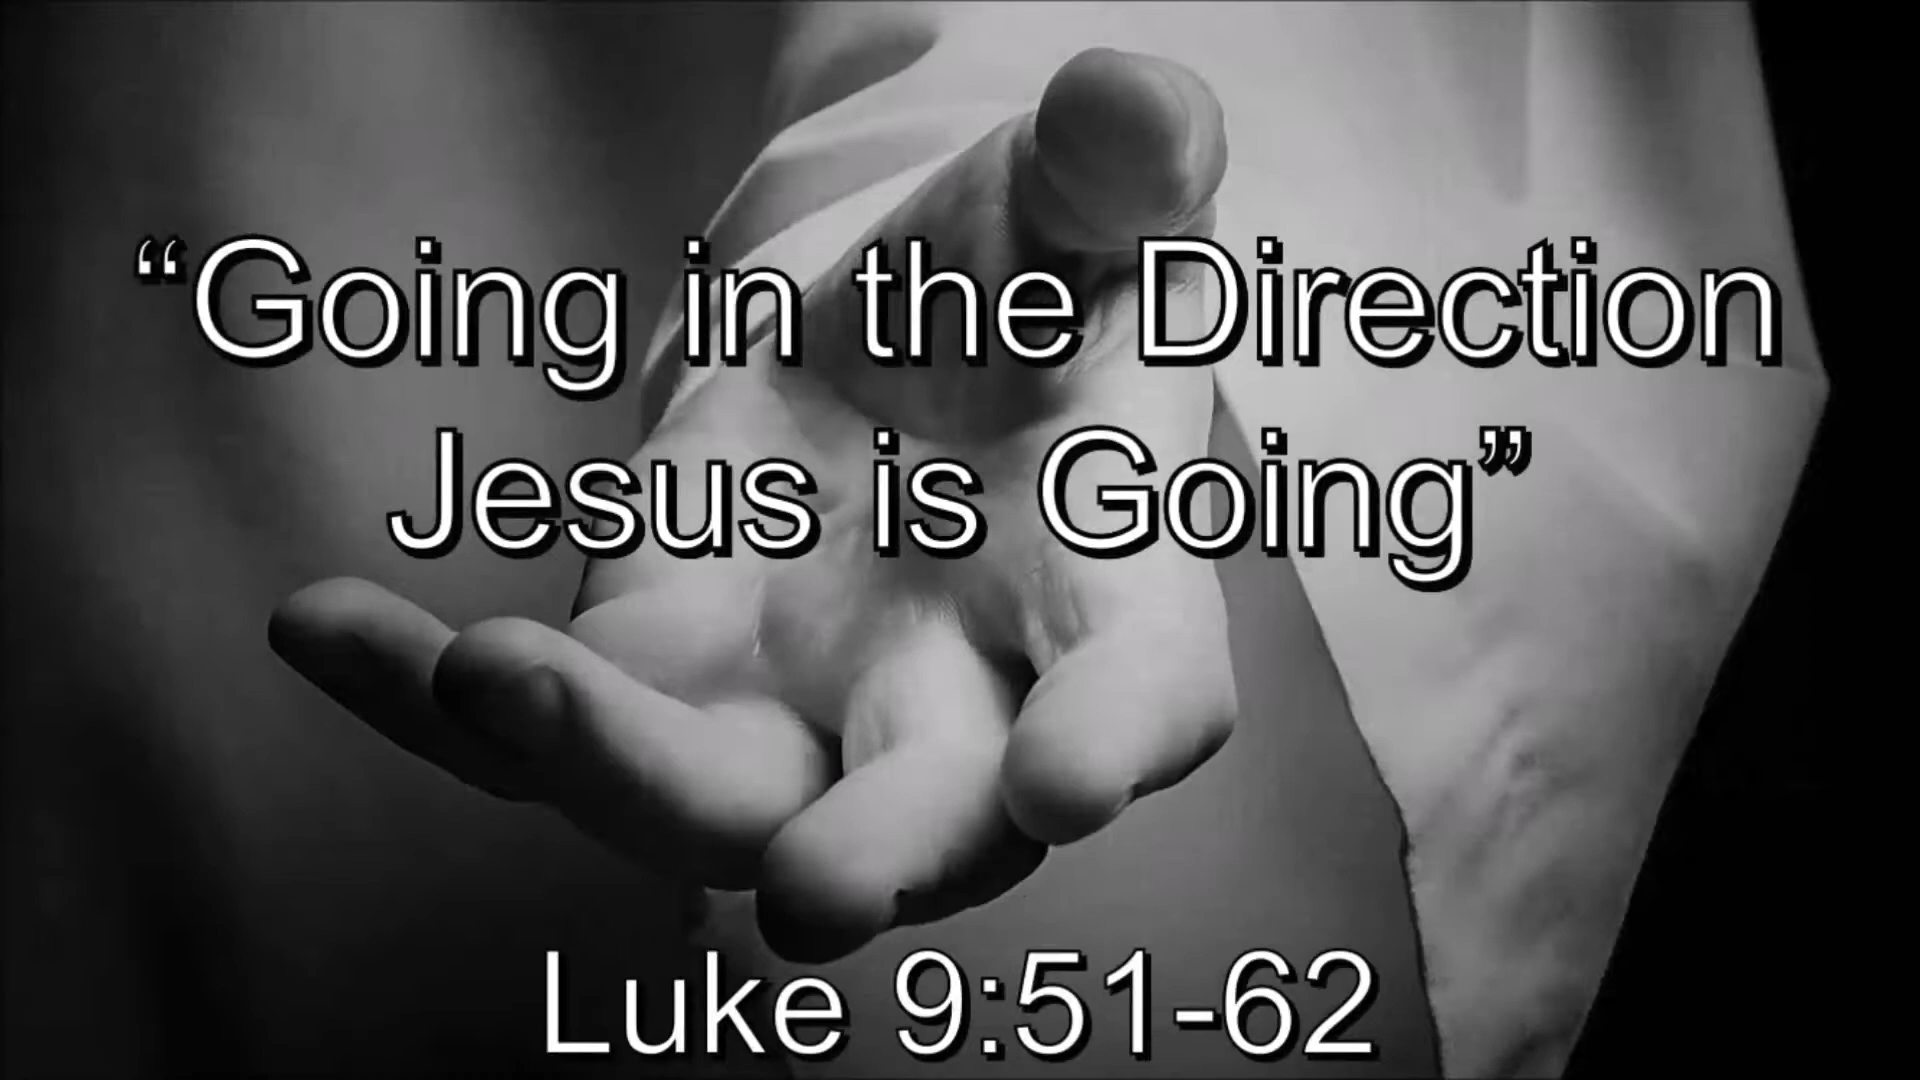 “Going in the Direction
Jesus is Going”
Luke 9:51-62